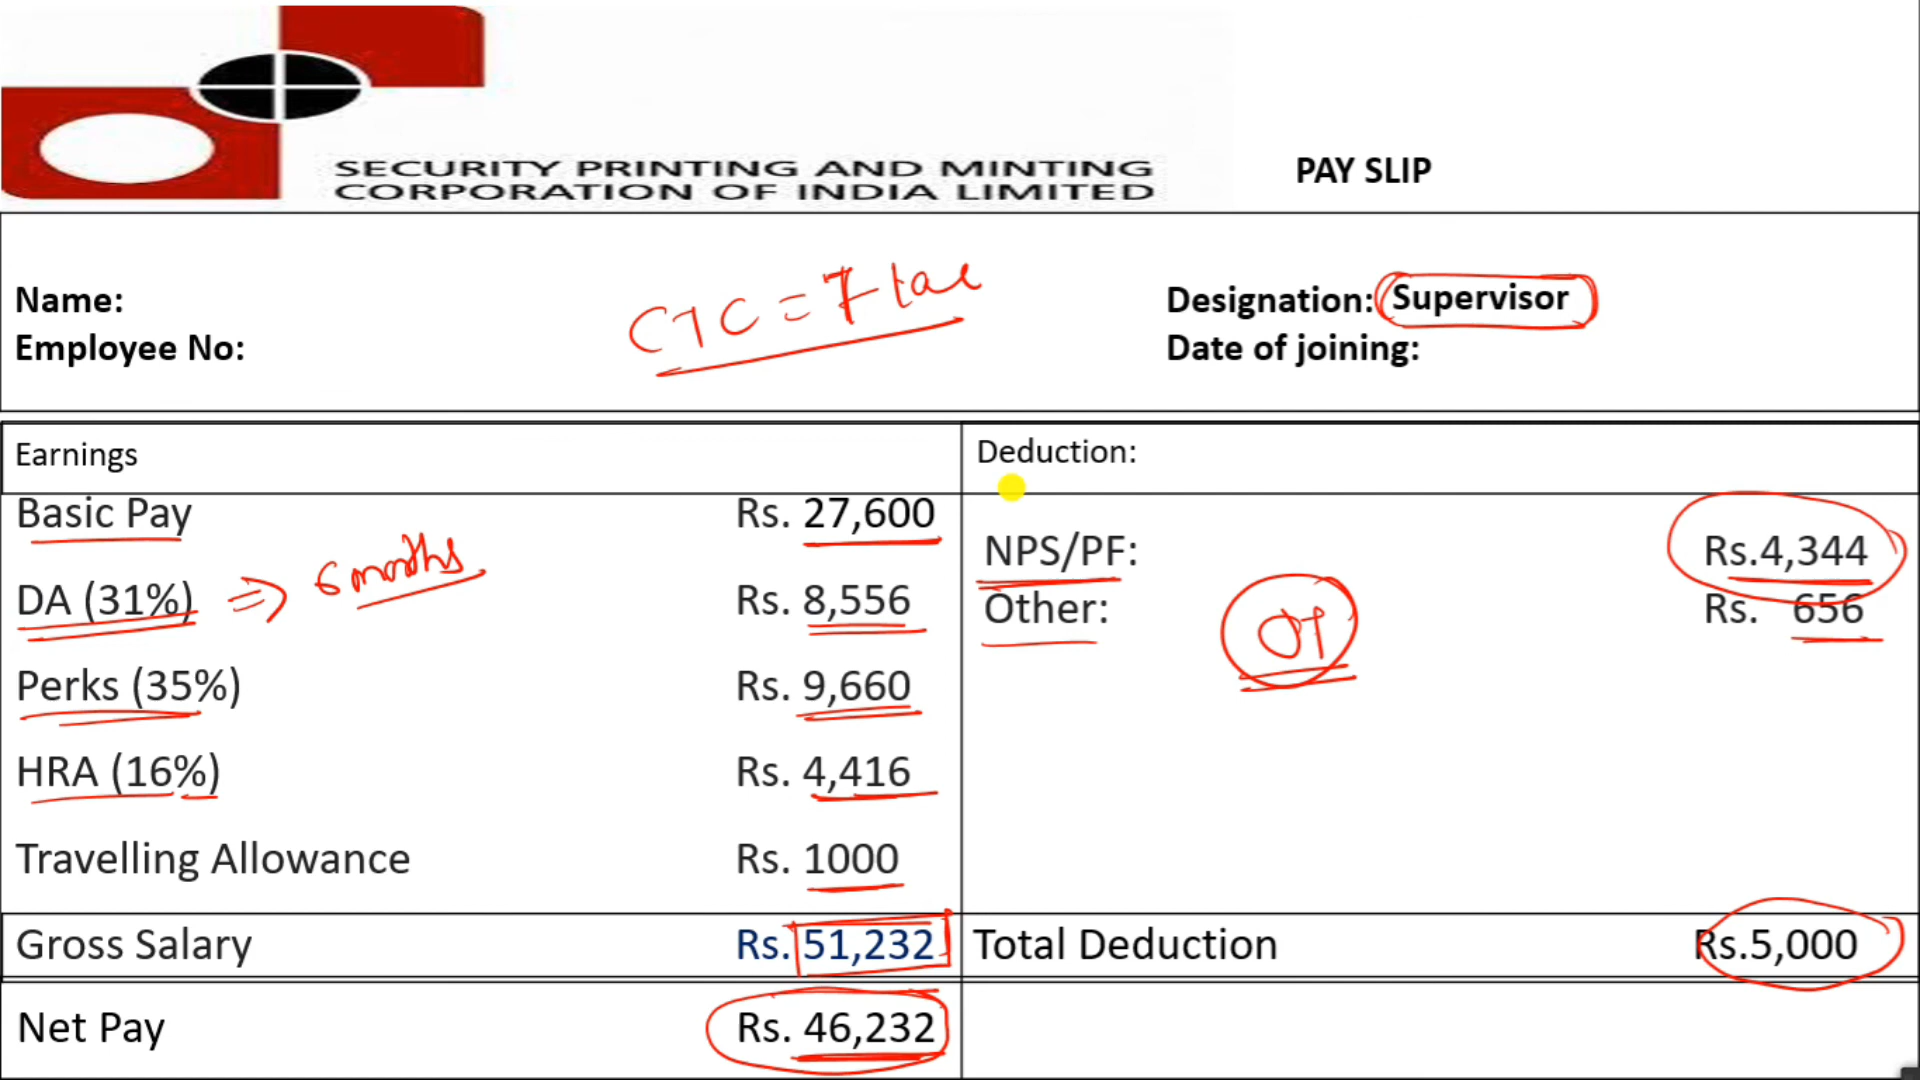 SECURITY PRINTING AND MINTING
CORPORATION OF INDIA LIMITED
PAY SLIP
Name:
CTC = 7 lac
Designation: Supervisor
Employee No:
Date of joining:
Earnings
Deduction:
Basic Pay Rs. 27,600
NPS/PF: Rs.4,344
DA (31%) ⇒ 6 months Rs. 8,556
Other: Rs. 656
OT
Perks (35%) Rs. 9,660
HRA (16%) Rs. 4,416
Travelling Allowance Rs. 1000
Gross Salary Rs. 51,232 Total Deduction Rs.5,000
Net Pay Rs. 46,232